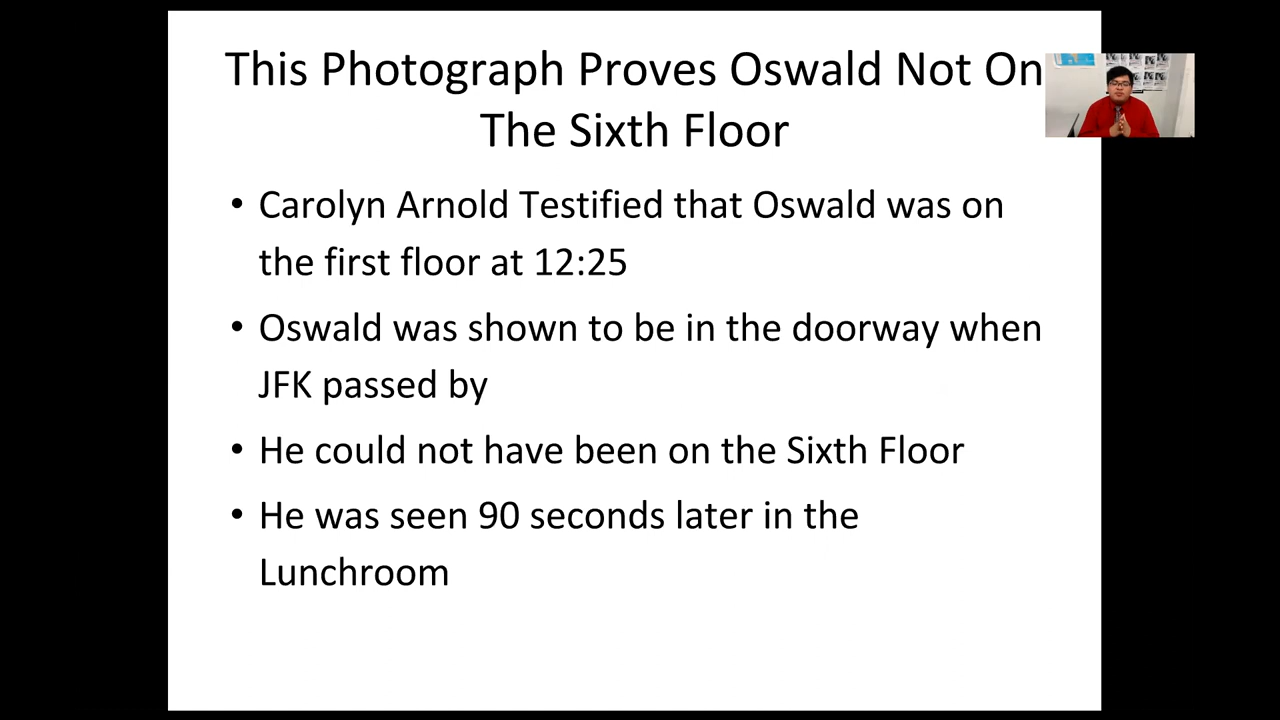 This Photograph Proves Oswald Not On
The Sixth Floor
• Carolyn Arnold Testified that Oswald was on
the first floor at 12:25
• Oswald was shown to be in the doorway when
JFK passed by
• He could not have been on the Sixth Floor
• He was seen 90 seconds later in the
Lunchroom